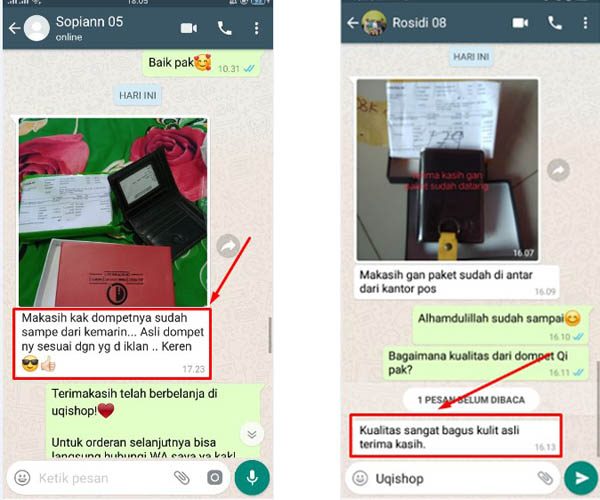 18.05
Sopiann 05
online
Baik pak🥰
10.31
HARI INI
Makasih kak dompetnya sudah
sampe dari kemarin... Asli dompet
ny sesuai dgn yg d iklan .. Keren
😎👍🏻
17.23
Terimakasih telah berbelanja di
uqishop!❤️
Untuk orderan selanjutnya bisa
langsung hubungi WA saya ya kak!
Ketik pesan
Rosidi 08
HARI INI
179
terima kasih gan
paket sudah datang
16.07
Makasih gan paket sudah di antar
dari kantor pos
16.09
Alhamdulillah sudah sampai😊
16.10
Bagaimana kualitas dari dompet Qi
pak?
16.11
1 PESAN BELUM DIBACA
Kualitas sangat bagus kulit asli
terima kasih.
16.13
Uqishop